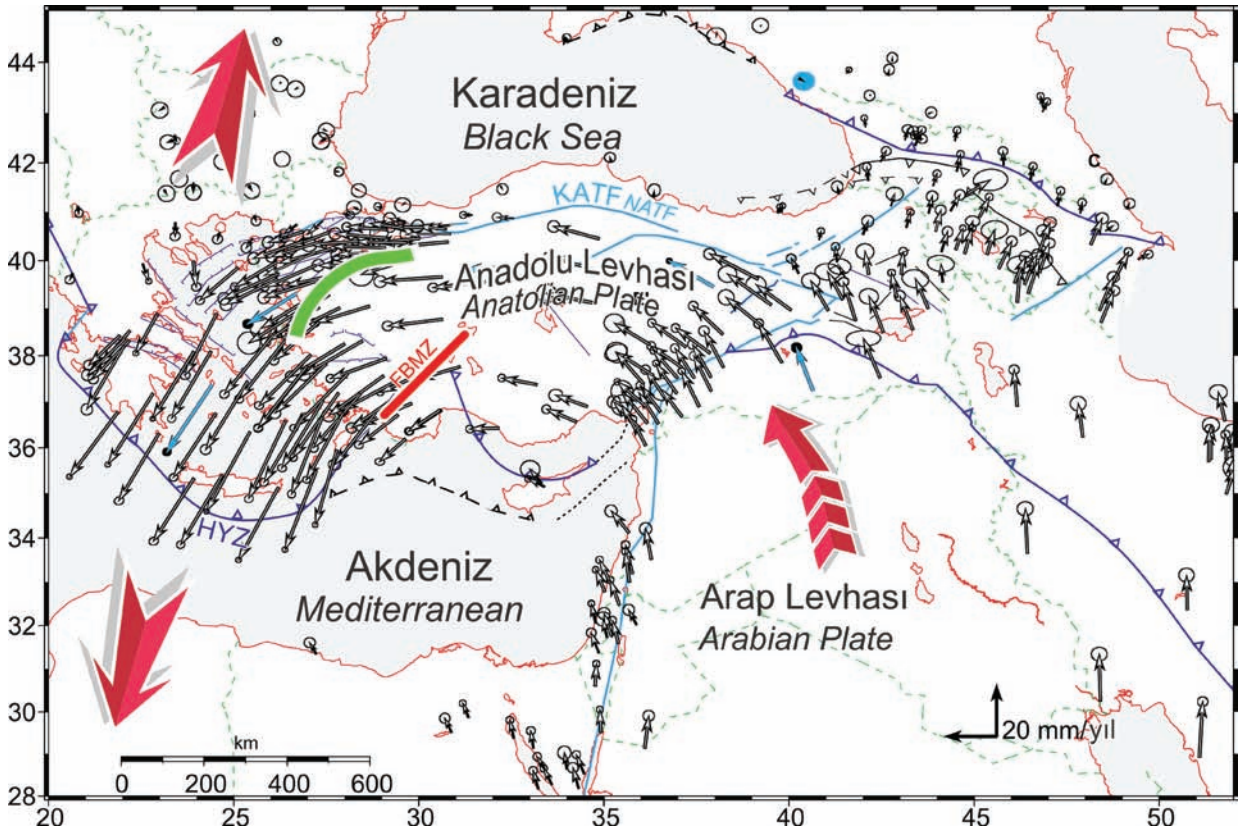 44
42
40
38
36
34
32
30
28
Karadeniz
Black Sea
C
KATF NATF
Anadolu Levhası
Anatolian Plate
FBMZ
HYZ
Akdeniz
Mediterranean
Arap Levhası
Arabian Plate
20 mm/yıl
km
0 200 400 600
20 25 30 35 40 45 50